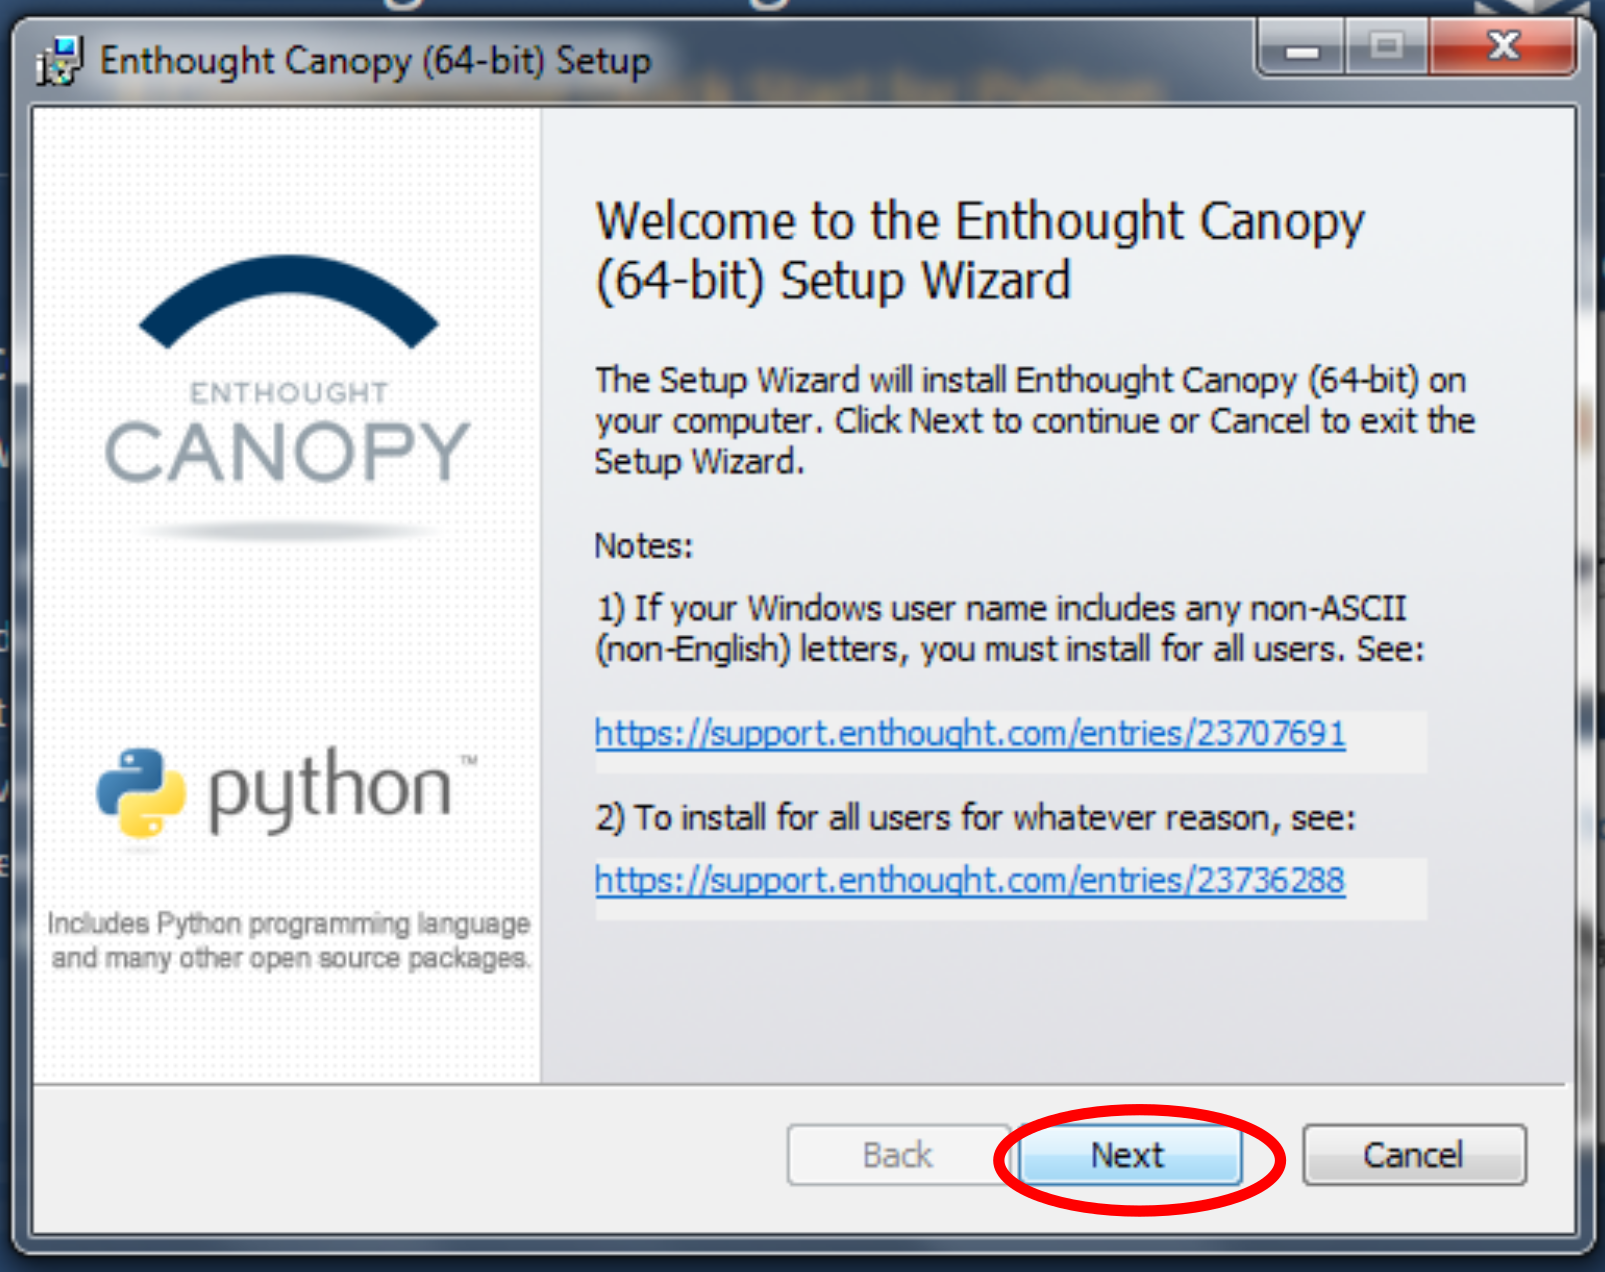 Enthought Canopy (64-bit) Setup
ENTHOUGHT
CANOPY
python™
Includes Python programming language
and many other open source packages.
Welcome to the Enthought Canopy
(64-bit) Setup Wizard
The Setup Wizard will install Enthought Canopy (64-bit) on
your computer. Click Next to continue or Cancel to exit the
Setup Wizard.
Notes:
1) If your Windows user name includes any non-ASCII
(non-English) letters, you must install for all users. See:
https://support.enthought.com/entries/23707691
2) To install for all users for whatever reason, see:
https://support.enthought.com/entries/23736288
Back
Next
Cancel